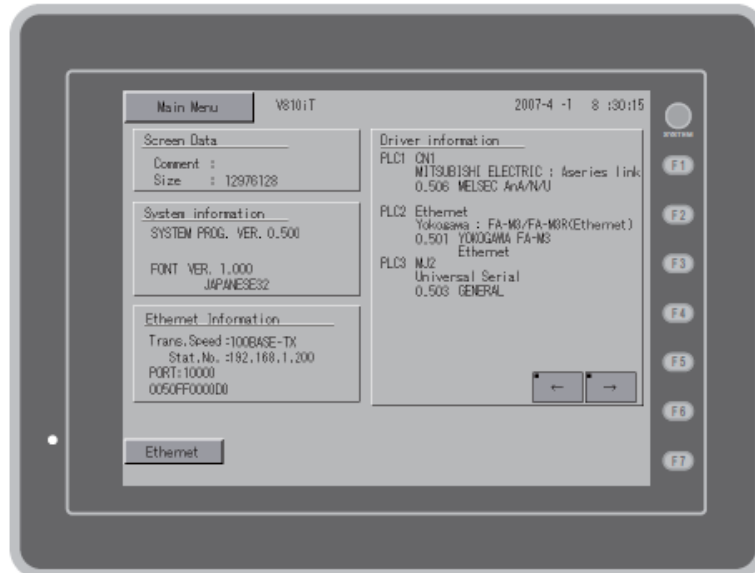 Main Menu
V810iT
2007-4 -1 8 :30:15
Screen Data
Comment :
Size : 12976128
System information
SYSTEM PROG. VER. 0.500
FONT VER. 1.000
JAPANESE32
Ethernet Information
Trans.Speed :100BASE-TX
Stat.No. :192.168.1.200
PORT:10000
0050FF0000D0
Ethernet
Driver information
PLC1 CN1
MITSUBISHI ELECTRIC : Aseries link
0.506 MELSEC AnA/N/U
PLC2 Ethernet
Yokogawa : FA-M3/FA-M3R(Ethernet)
0.501 YOKOGAWA FA-M3
Ethernet
PLC3 MJ2
Universal Serial
0.503 GENERAL
← →
SYSTEM
F1
F2
F3
F4
F5
F6
F7